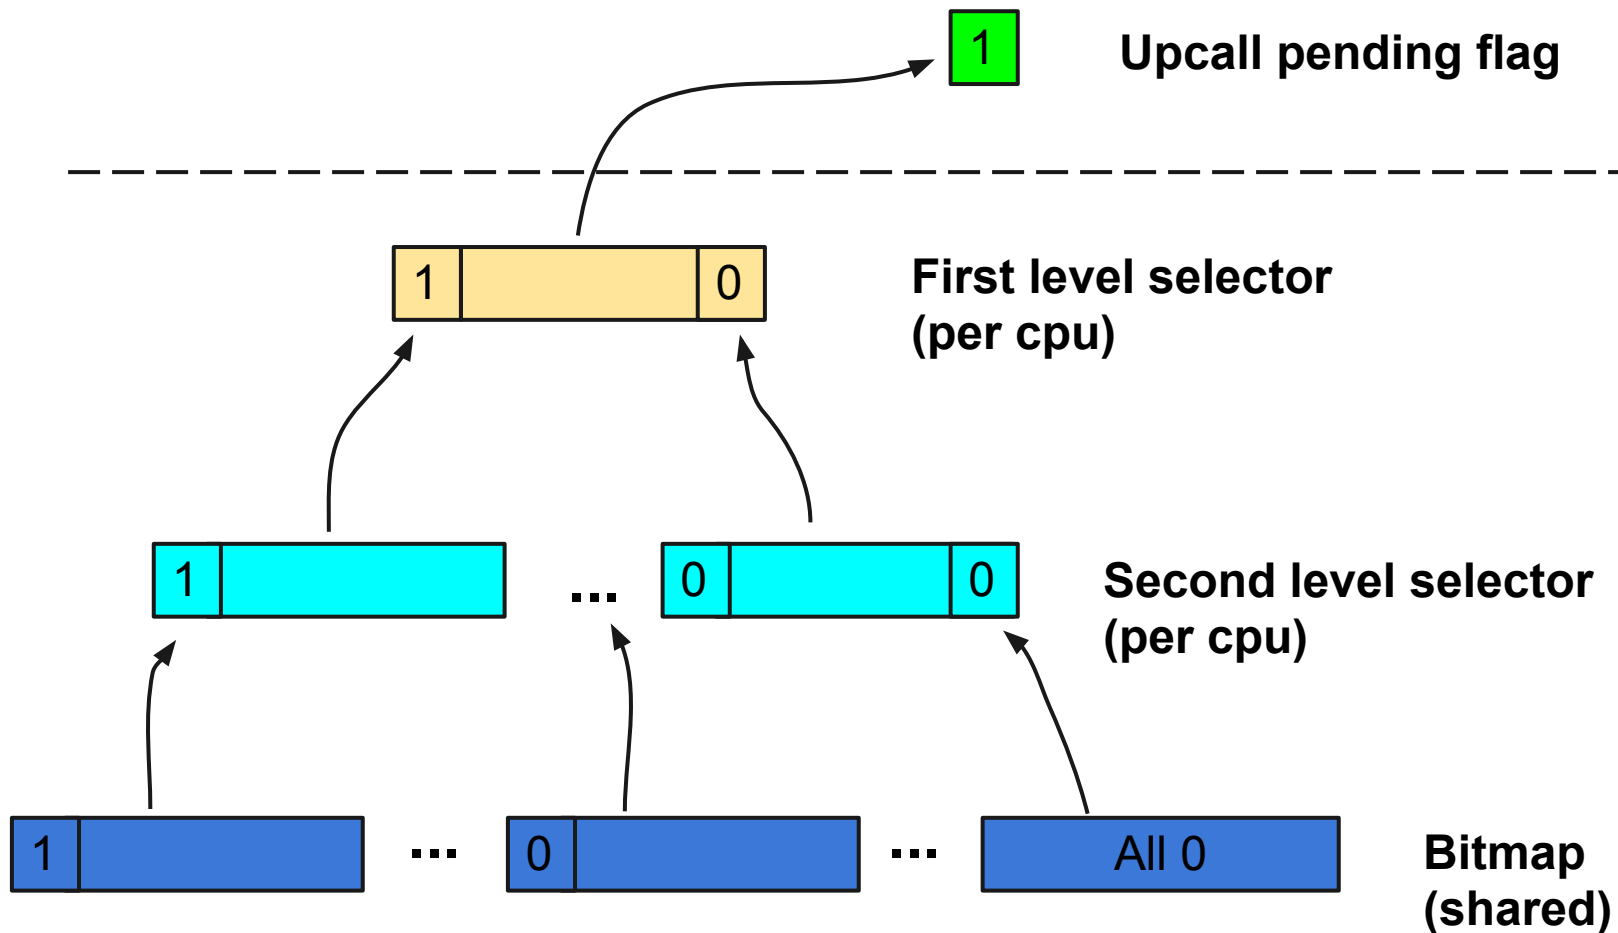 1
Upcall pending flag
1 0
First level selector
(per cpu)
1 ... 0 0
Second level selector
(per cpu)
1 ... 0 ... All 0
Bitmap
(shared)